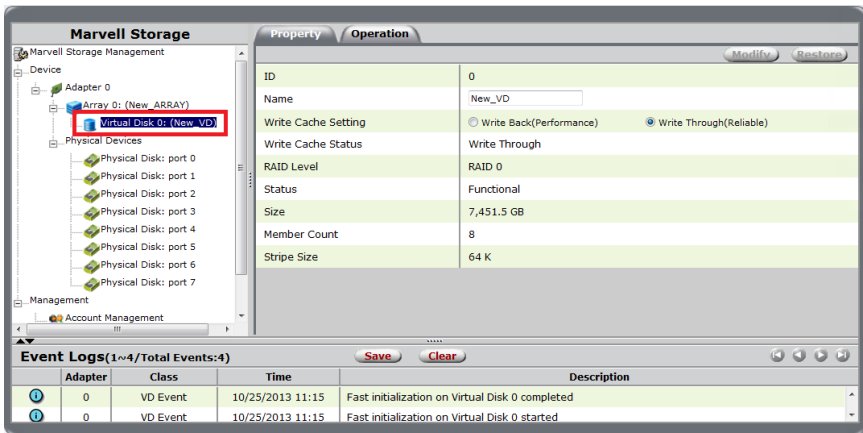 Marvell Storage
Marvell Storage Management
Device
Adapter 0
Array 0: (New_ARRAY)
Virtual Disk 0: (New_VD)
Physical Devices
Physical Disk: port 0
Physical Disk: port 1
Physical Disk: port 2
Physical Disk: port 3
Physical Disk: port 4
Physical Disk: port 5
Physical Disk: port 6
Physical Disk: port 7
Management
Account Management
Property Operation
Modify Restore
ID 0
Name New_VD
Write Cache Setting Write Back(Performance) Write Through(Reliable)
Write Cache Status Write Through
RAID Level RAID 0
Status Functional
Size 7,451.5 GB
Member Count 8
Stripe Size 64 K
Event Logs(1~4/Total Events:4) Save Clear
Adapter Class Time Description
0 VD Event 10/25/2013 11:15 Fast initialization on Virtual Disk 0 completed
0 VD Event 10/25/2013 11:15 Fast initialization on Virtual Disk 0 started